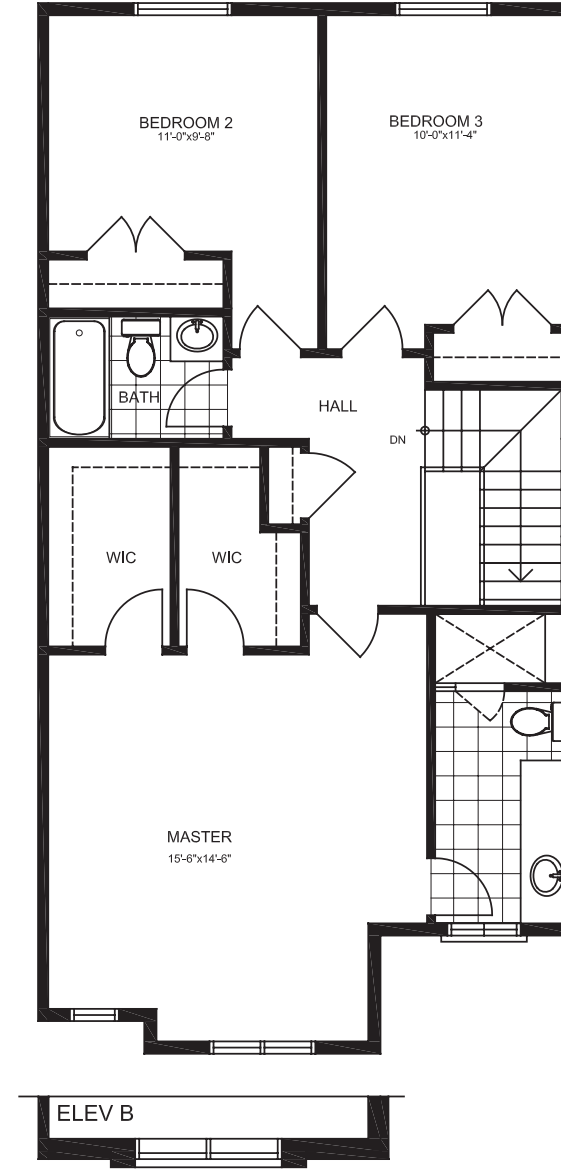 BEDROOM 2
11'-0"x9'-8"
BEDROOM 3
10'-0"x11'-4"
BATH
HALL
DN
WIC
WIC
MASTER
15'-6"x14'-6"
ELEV B